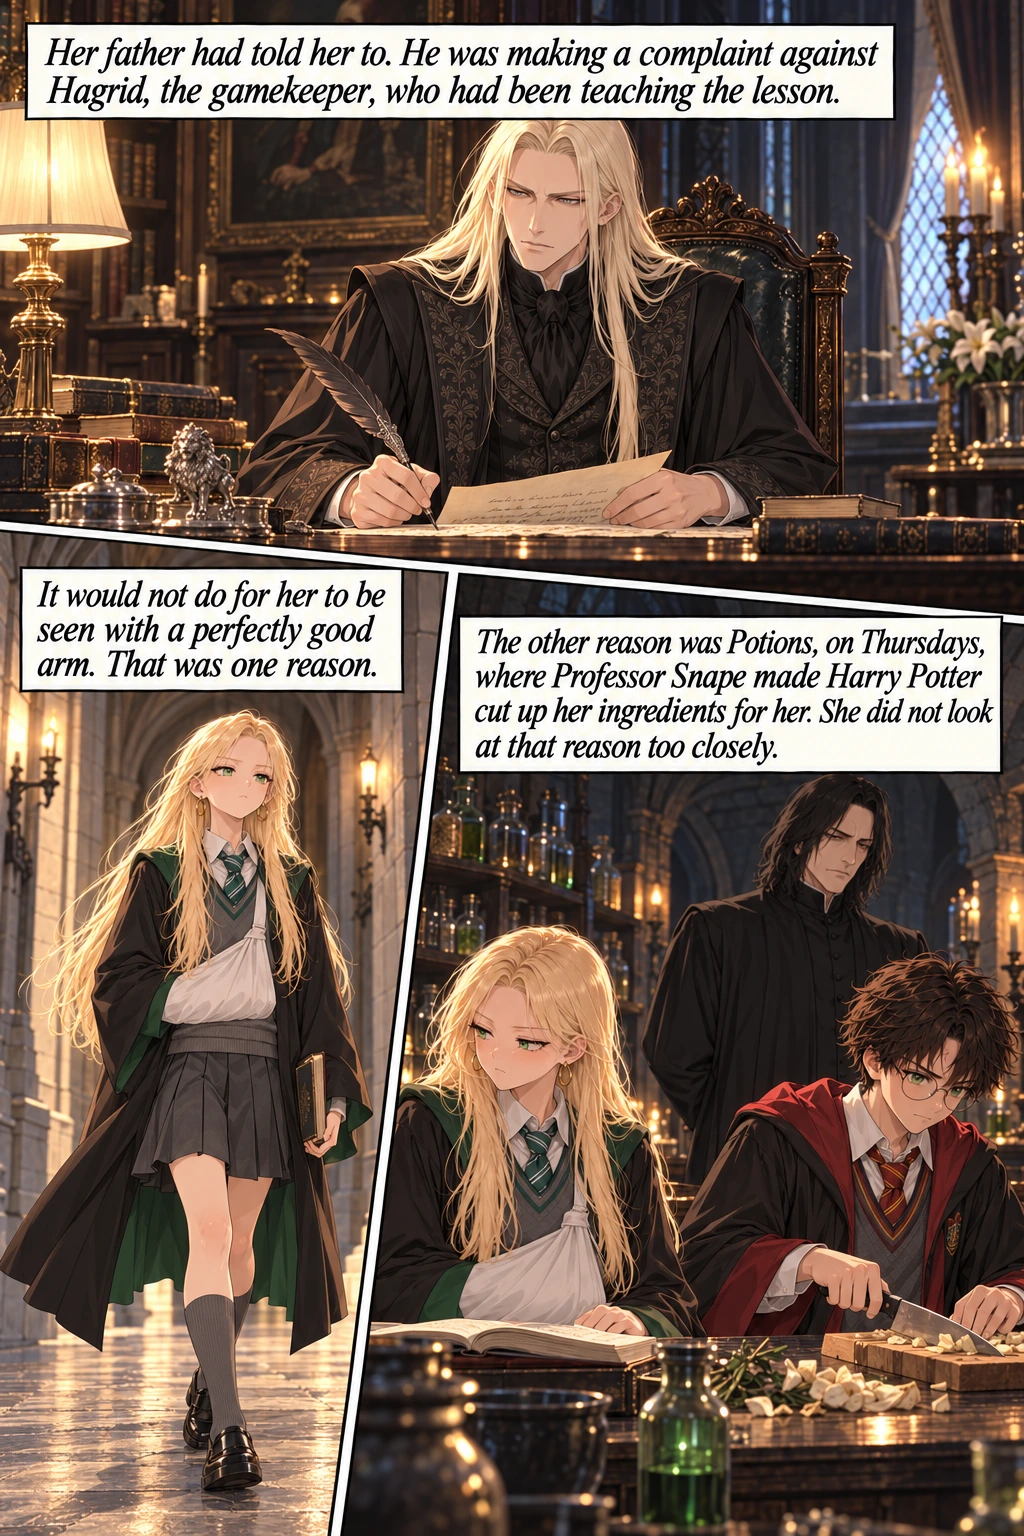 Her father had told her to. He was making a complaint against
Hagrid, the gamekeeper, who had been teaching the lesson.
It would not do for her to be
seen with a perfectly good
arm. That was one reason.
The other reason was Potions, on Thursdays,
where Professor Snape made Harry Potter
cut up her ingredients for her. She did not look
at that reason too closely.